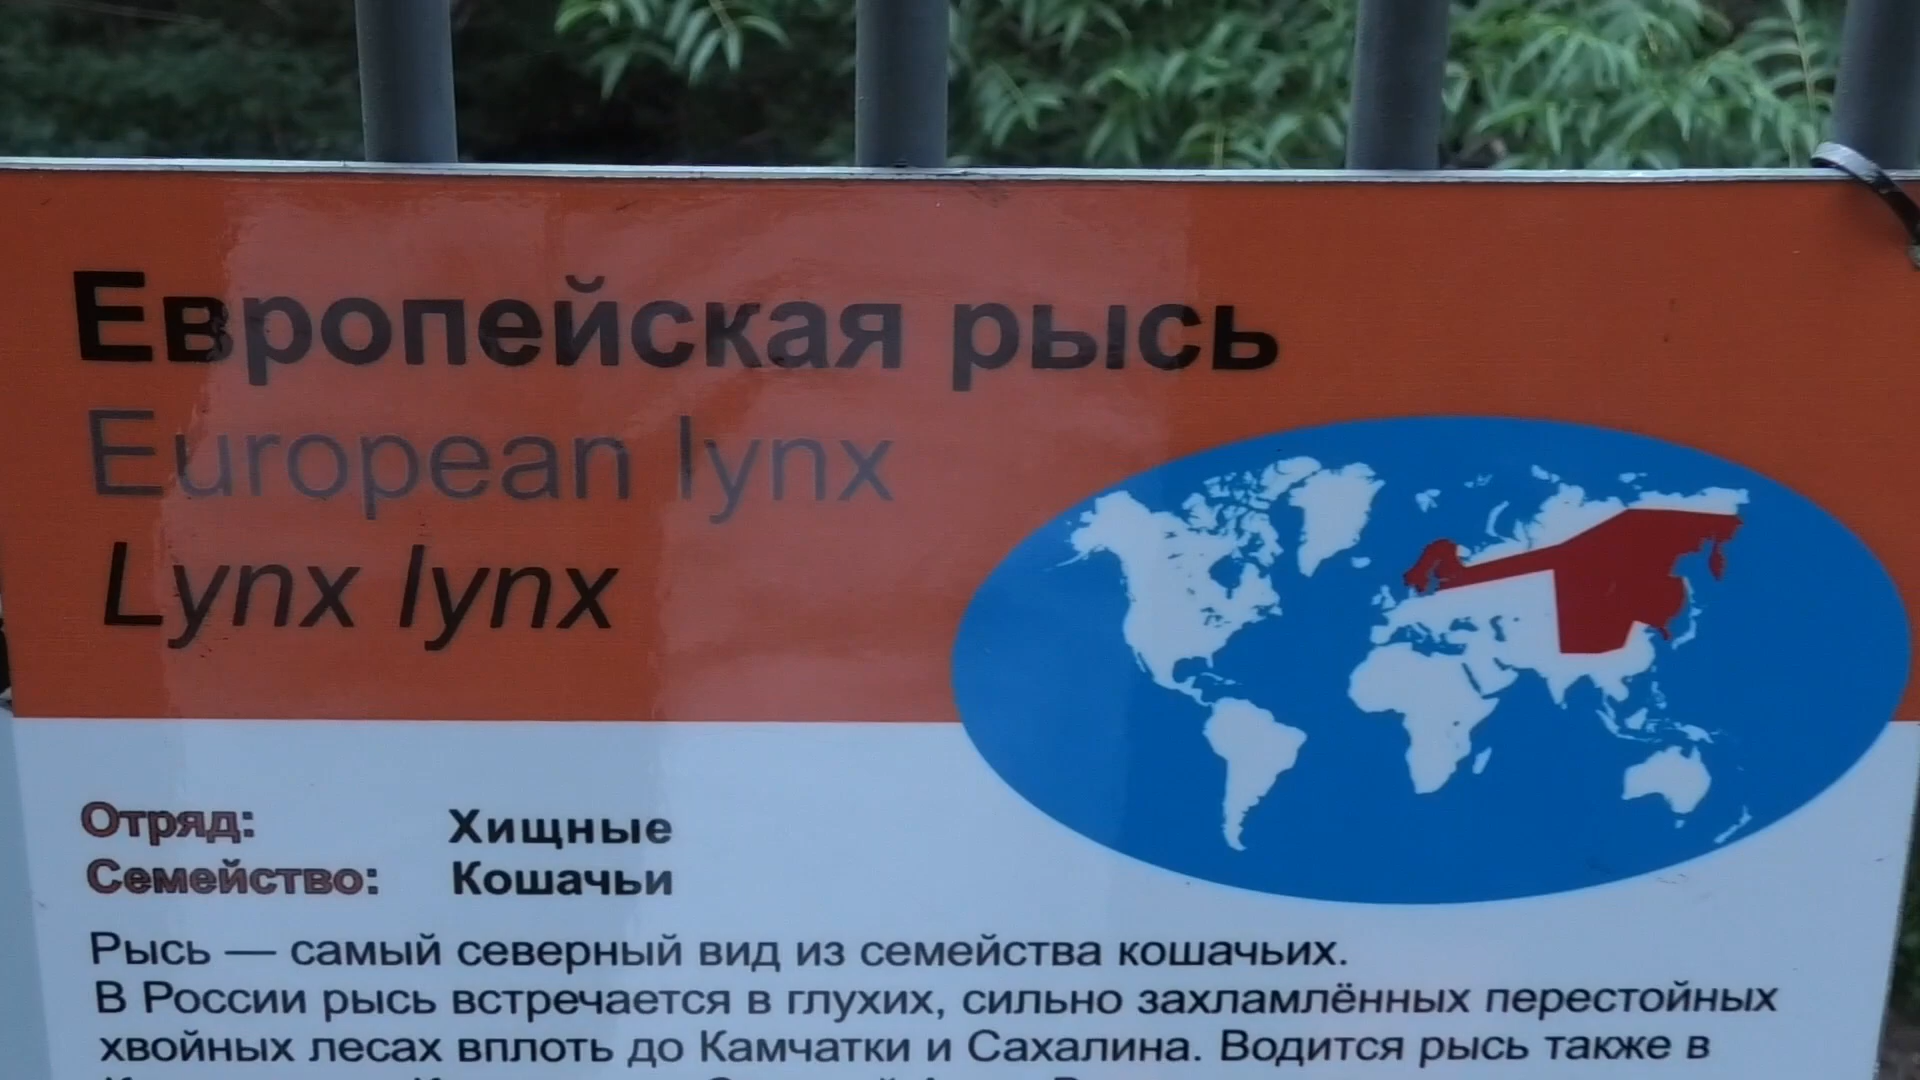 Европейская рысь
European lynx
Lynx lynx
Отряд: Хищные
Семейство: Кошачьи
Рысь — самый северный вид из семейства кошачьих.
В России рысь встречается в глухих, сильно захламлённых перестойных
хвойных лесах вплоть до Камчатки и Сахалина. Водится рысь также в